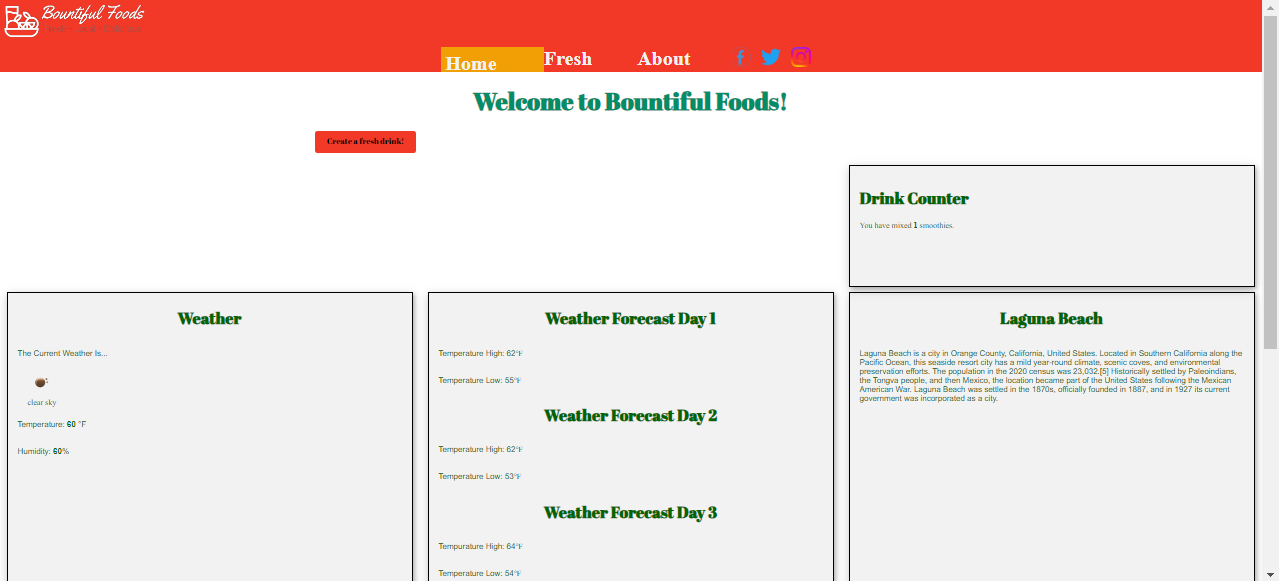 Bountiful Foods
Home
Fresh
About
Welcome to Bountiful Foods!
Create a fresh drink!
Drink Counter
You have mixed 1 smoothies.
Weather
The Current Weather Is...
clear sky
Temperature: 60 °F
Humidity: 60%
Weather Forecast Day 1
Temperature High: 62°F
Temperature Low: 55°F
Weather Forecast Day 2
Temperature High: 62°F
Temperature Low: 53°F
Weather Forecast Day 3
Temperature High: 64°F
Temperature Low: 54°F
Laguna Beach
Laguna Beach is a city in Orange County, California, United States. Located in Southern California along the
Pacific Ocean, this seaside resort city has a mild year-round climate, scenic coves, and environmental
preservation efforts. The population in the 2020 census was 23,032.[5] Historically settled by Paleoindians,
the Tongva people, and then Mexico, the location became part of the United States following the Mexican
American War. Laguna Beach was settled in the 1870s, officially founded in 1887, and in 1927 its current
government was incorporated as a city.